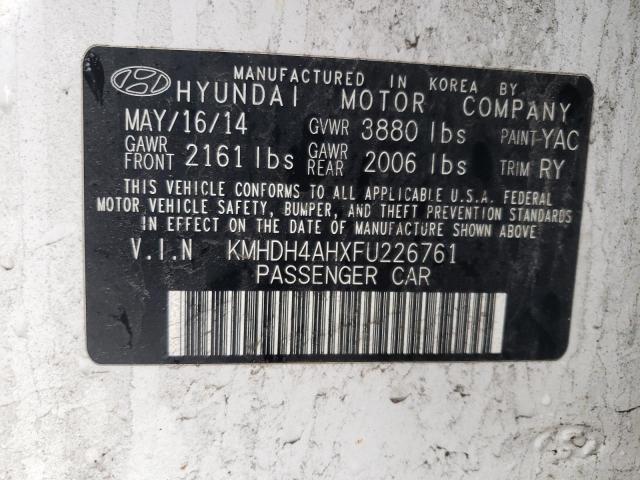 MANUFACTURED IN KOREA BY
HYUNDAI MOTOR COMPANY
MAY/16/14 GVWR 3880 lbs PAINT-YAC
GAWR FRONT 2161 lbs GAWR REAR 2006 lbs TRIM RY
THIS VEHICLE CONFORMS TO ALL APPLICABLE U.S.A. FEDERAL
MOTOR VEHICLE SAFETY, BUMPER, AND THEFT PREVENTION STANDARDS
IN EFFECT ON THE DATE OF MANUFACTURE SHOWN ABOVE
V.I.N KMHDH4AHXFU226761
PASSENGER CAR